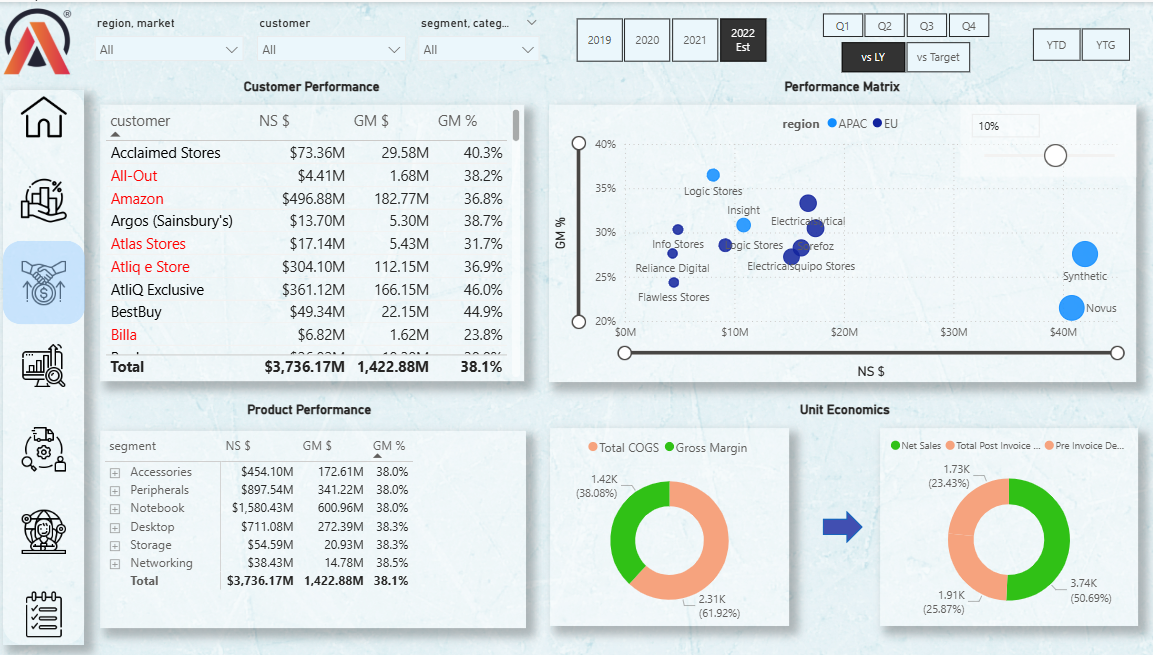 ®
region, market
customer
segment, categ...
All
All
All
2019
2020
2021
2022 Est
Q1
Q2
Q3
Q4
vs LY
vs Target
YTD
YTG
Customer Performance
customer NS $ GM $ GM %
Acclaimed Stores $73.36M 29.58M 40.3%
All-Out $4.41M 1.68M 38.2%
Amazon $496.88M 182.77M 36.8%
Argos (Sainsbury's) $13.70M 5.30M 38.7%
Atlas Stores $17.14M 5.43M 31.7%
Atliq e Store $304.10M 112.15M 36.9%
AtliQ Exclusive $361.12M 166.15M 46.0%
BestBuy $49.34M 22.15M 44.9%
Billa $6.82M 1.62M 23.8%
Total $3,736.17M 1,422.88M 38.1%
Performance Matrix
region APAC EU
10%
GM %
40%
35%
30%
25%
20%
Logic Stores
Insight
Info Stores
Logic Stores
Reliance Digital
Flawless Stores
Synthetic
Novus
$0M $10M $20M $30M $40M
NS $
Product Performance
segment NS $ GM $ GM %
Accessories $454.10M 172.61M 38.0%
Peripherals $897.54M 341.22M 38.0%
Notebook $1,580.43M 600.96M 38.0%
Desktop $711.08M 272.39M 38.3%
Storage $54.59M 20.93M 38.3%
Networking $38.43M 14.78M 38.5%
Total $3,736.17M 1,422.88M 38.1%
Unit Economics
Total COGS Gross Margin
1.42K
(38.08%)
2.31K
(61.92%)
Net Sales Total Post Invoice ... Pre Invoice De...
1.73K
(23.43%)
1.91K
(25.87%)
3.74K
(50.69%)